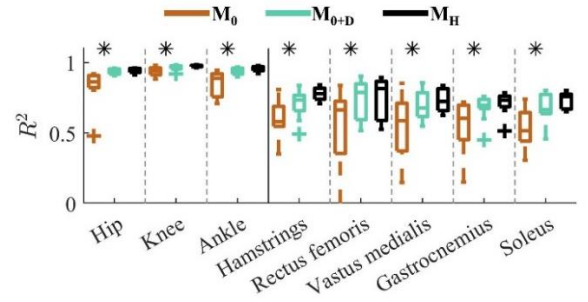 M0 M0+D MH
* * * * * * * *
1
0.5
0
R²
Hip Knee Ankle Hamstrings Rectus femoris Vastus medialis Gastrocnemius Soleus